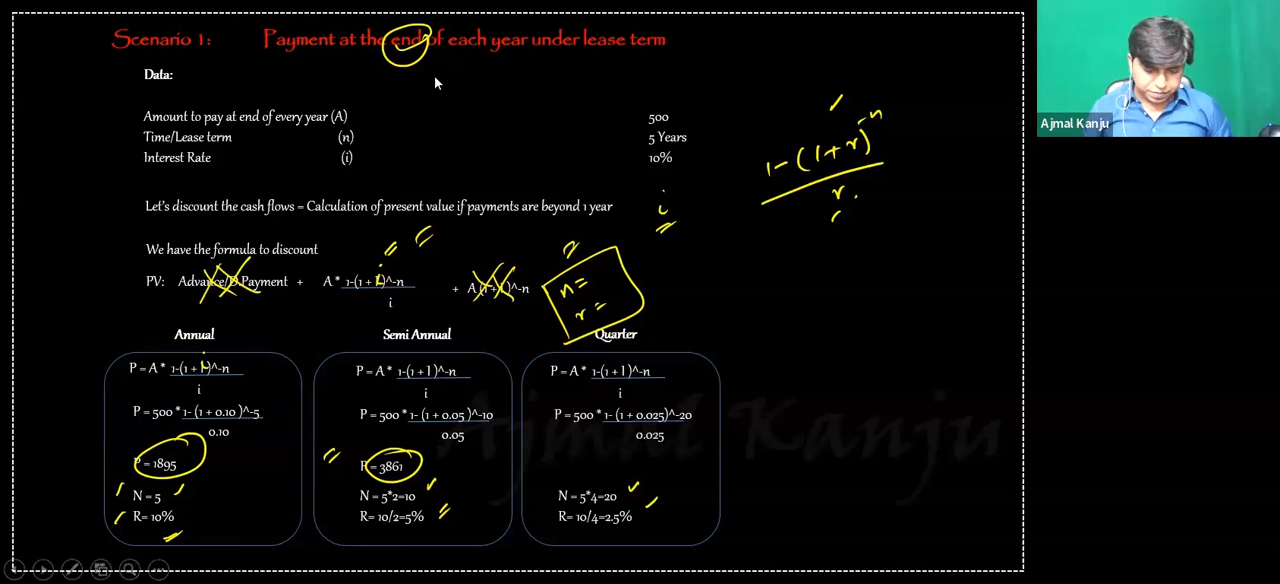 Scenario 1: Payment at the end of each year under lease term
Data:
Amount to pay at end of every year (A) 500
Time/Lease term (n) 5 Years
Interest Rate (i) 10%
Let's discount the cash flows = Calculation of present value if payments are beyond 1 year
i
We have the formula to discount
PV: Advance/D.Payment + A * 1-(1 + i)^-n + A (1+1)^-n
i
n =
r =
1-(1+r)^-n
r
Annual
P = A * 1-(1 + i)^-n
i
P = 500 * 1- (1 + 0.10 )^-5
0.10
P = 1895
N = 5
R= 10%
Semi Annual
P = A * 1-(1 + 1 )^-n
i
P = 500 * 1- (1 + 0.05 )^-10
0.05
P = 3861
N = 5*2=10
R= 10/2=5%
Quarter
P = A * 1-(1 + 1 )^-n
i
P = 500 * 1- (1 + 0.025)^-20
0.025
N = 5*4=20
R= 10/4=2.5%
Ajmal Kanju
Ajmal Kanju